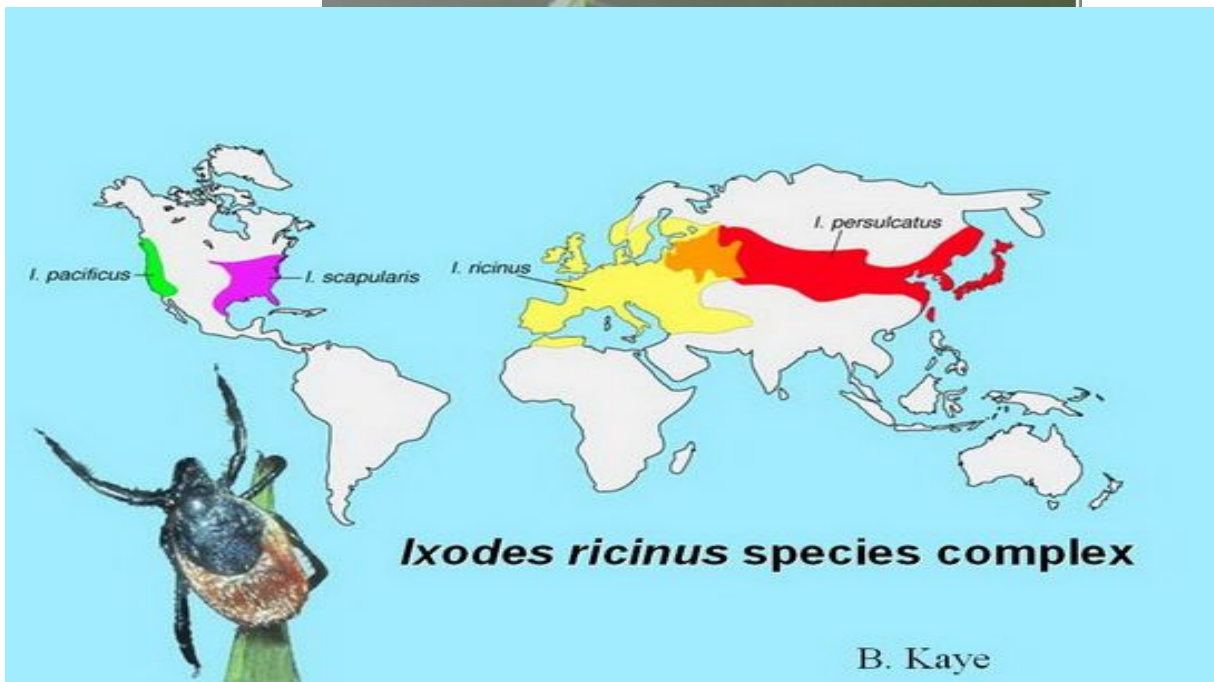 I. persulcatus
I. pacificus
I. scapularis
I. ricinus
Ixodes ricinus species complex
B. Kaye